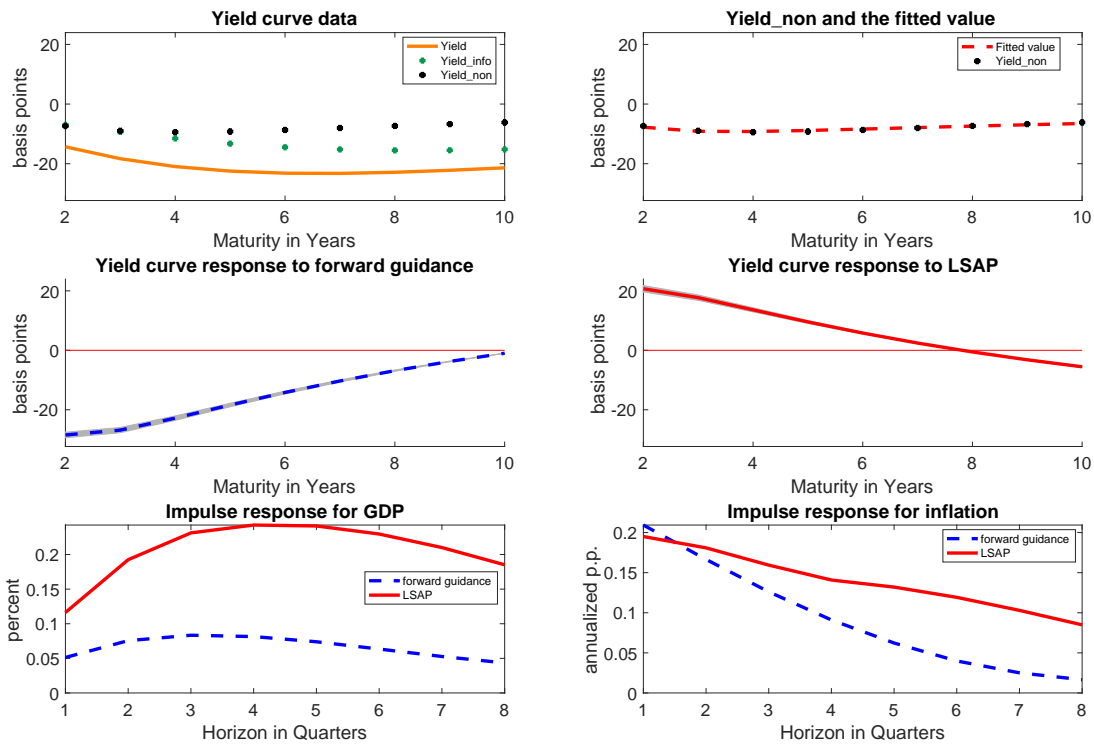 Yield curve data
basis points
20
0
-20
Yield
Yield_info
Yield_non
2
4
6
8
10
Maturity in Years
Yield_non and the fitted value
basis points
20
0
-20
Fitted value
Yield_non
2
4
6
8
10
Maturity in Years
Yield curve response to forward guidance
basis points
20
0
-20
2
4
6
8
10
Maturity in Years
Yield curve response to LSAP
basis points
20
0
-20
2
4
6
8
10
Maturity in Years
Impulse response for GDP
percent
0.2
0.15
0.1
0.05
0
forward guidance
LSAP
1
2
3
4
5
6
7
8
Horizon in Quarters
Impulse response for inflation
annualized p.p.
0.2
0.15
0.1
0.05
0
forward guidance
LSAP
1
2
3
4
5
6
7
8
Horizon in Quarters